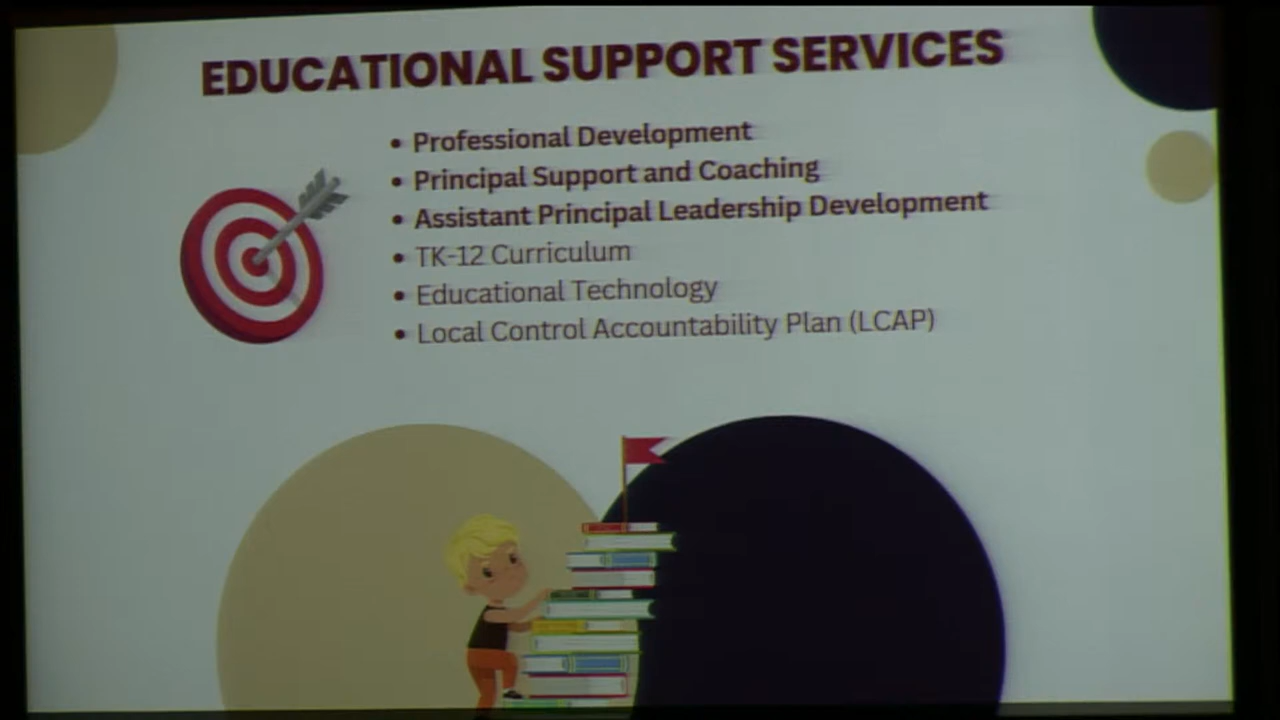 EDUCATIONAL SUPPORT SERVICES
• Professional Development
• Principal Support and Coaching
• Assistant Principal Leadership Development
• TK-12 Curriculum
• Educational Technology
• Local Control Accountability Plan (LCAP)